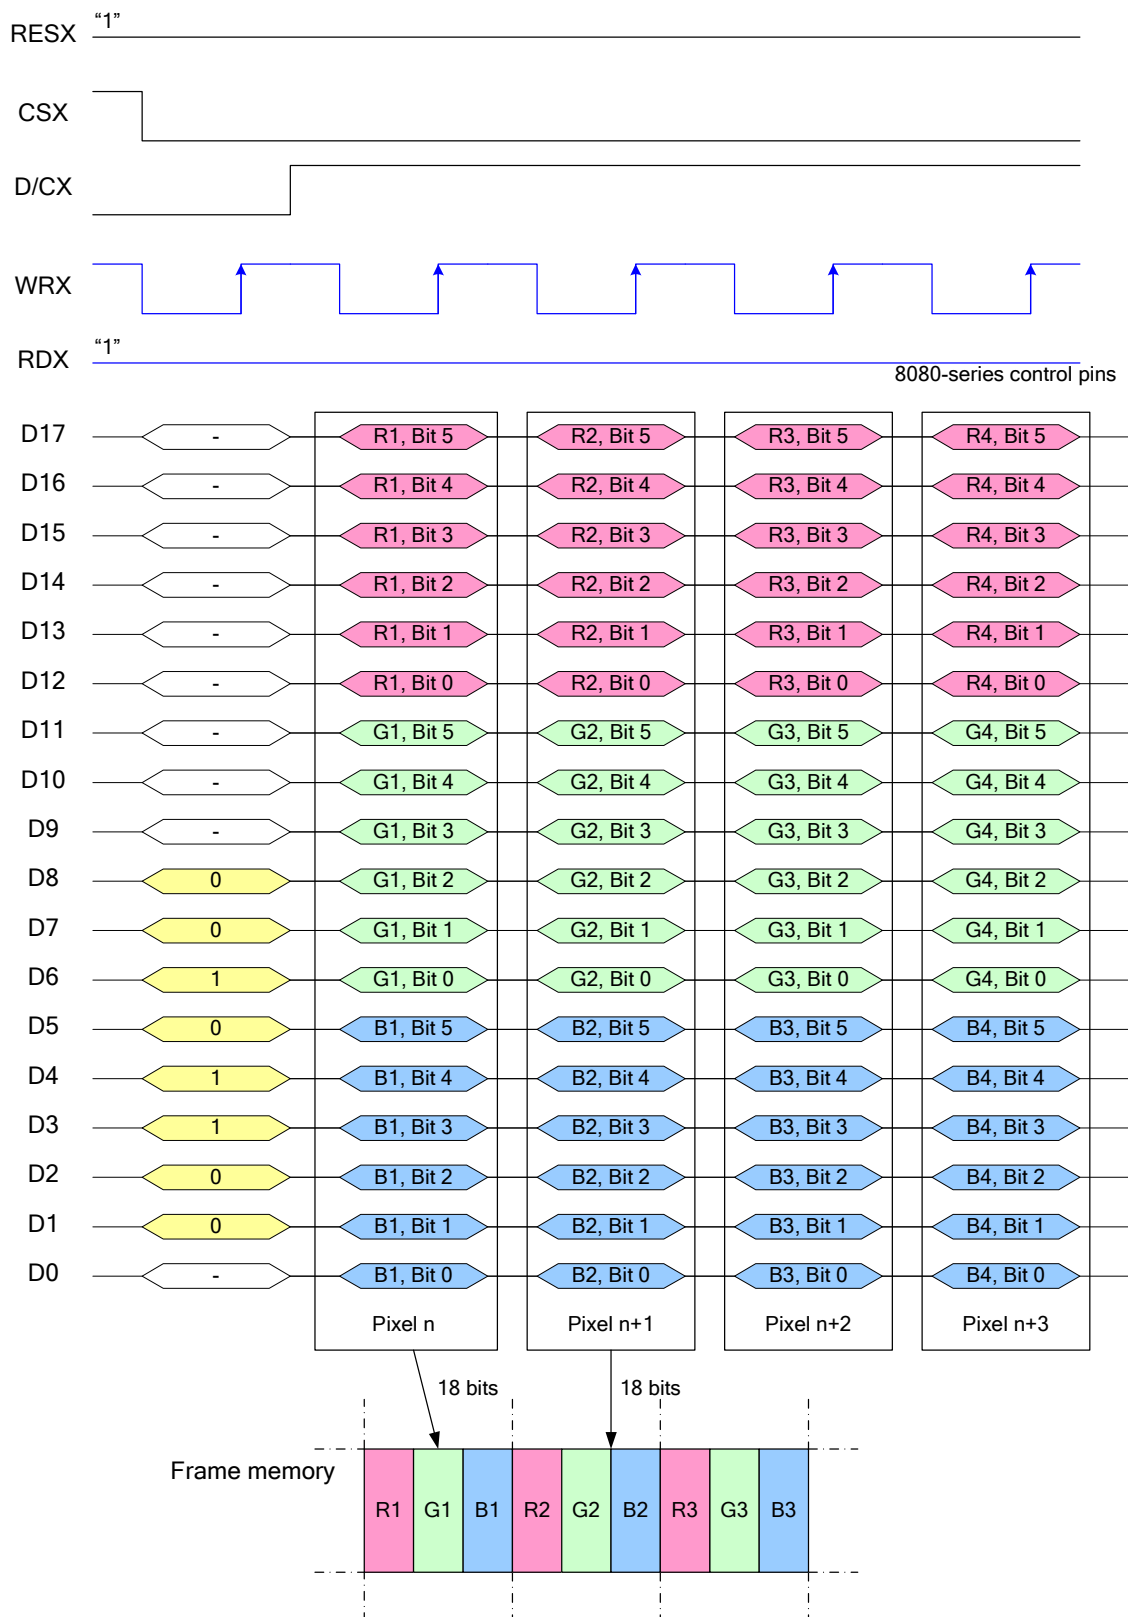 RESX “1”
CSX
D/CX
WRX
RDX “1”
8080-series control pins
D17 - R1, Bit 5 R2, Bit 5 R3, Bit 5 R4, Bit 5
D16 - R1, Bit 4 R2, Bit 4 R3, Bit 4 R4, Bit 4
D15 - R1, Bit 3 R2, Bit 3 R3, Bit 3 R4, Bit 3
D14 - R1, Bit 2 R2, Bit 2 R3, Bit 2 R4, Bit 2
D13 - R1, Bit 1 R2, Bit 1 R3, Bit 1 R4, Bit 1
D12 - R1, Bit 0 R2, Bit 0 R3, Bit 0 R4, Bit 0
D11 - G1, Bit 5 G2, Bit 5 G3, Bit 5 G4, Bit 5
D10 - G1, Bit 4 G2, Bit 4 G3, Bit 4 G4, Bit 4
D9 - G1, Bit 3 G2, Bit 3 G3, Bit 3 G4, Bit 3
D8 0 G1, Bit 2 G2, Bit 2 G3, Bit 2 G4, Bit 2
D7 0 G1, Bit 1 G2, Bit 1 G3, Bit 1 G4, Bit 1
D6 1 G1, Bit 0 G2, Bit 0 G3, Bit 0 G4, Bit 0
D5 0 B1, Bit 5 B2, Bit 5 B3, Bit 5 B4, Bit 5
D4 1 B1, Bit 4 B2, Bit 4 B3, Bit 4 B4, Bit 4
D3 1 B1, Bit 3 B2, Bit 3 B3, Bit 3 B4, Bit 3
D2 0 B1, Bit 2 B2, Bit 2 B3, Bit 2 B4, Bit 2
D1 0 B1, Bit 1 B2, Bit 1 B3, Bit 1 B4, Bit 1
D0 - B1, Bit 0 B2, Bit 0 B3, Bit 0 B4, Bit 0
Pixel n Pixel n+1 Pixel n+2 Pixel n+3
18 bits 18 bits
Frame memory
R1 G1 B1 R2 G2 B2 R3 G3 B3